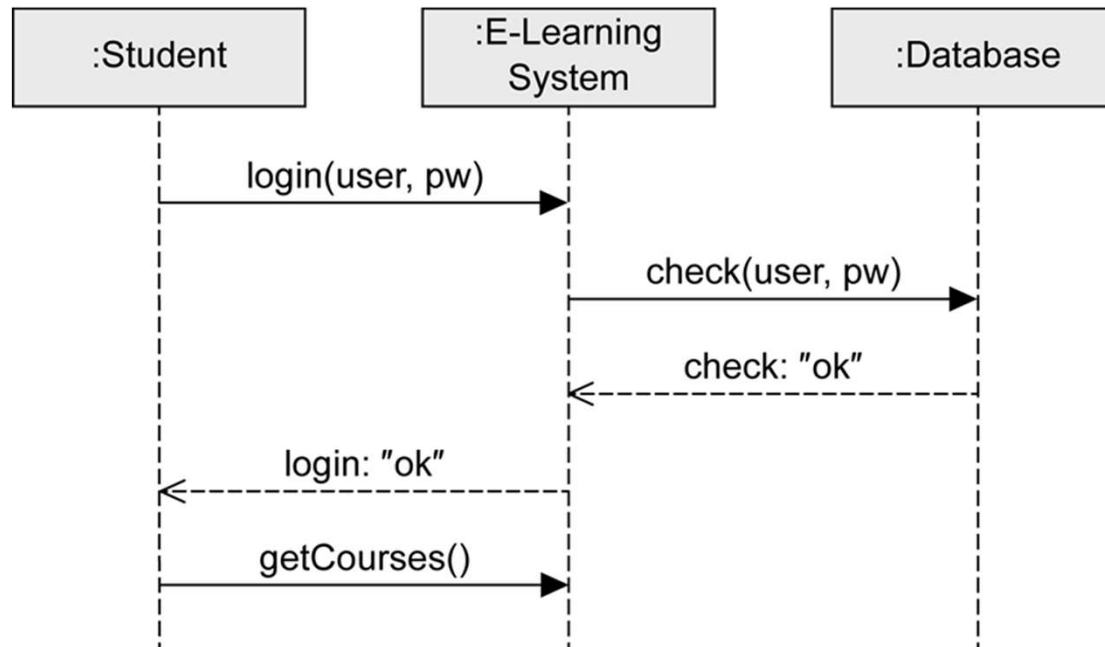 :Student
:E-Learning
System
:Database
login(user, pw)
check(user, pw)
check: "ok"
login: "ok"
getCourses()